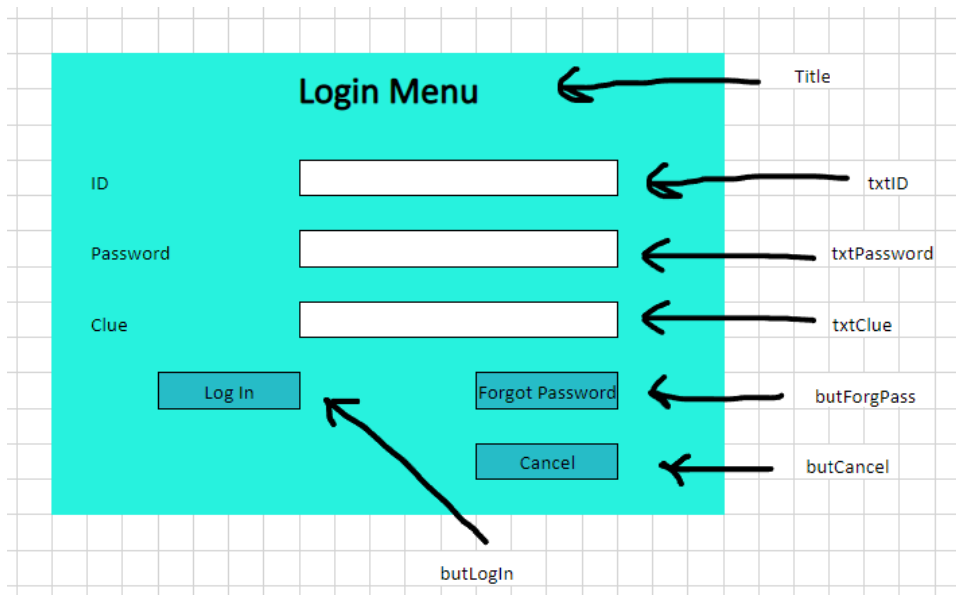 Login Menu
Title
ID
txtID
Password
txtPassword
Clue
txtClue
Log In
Forgot Password
butForgPass
Cancel
butCancel
butLogIn